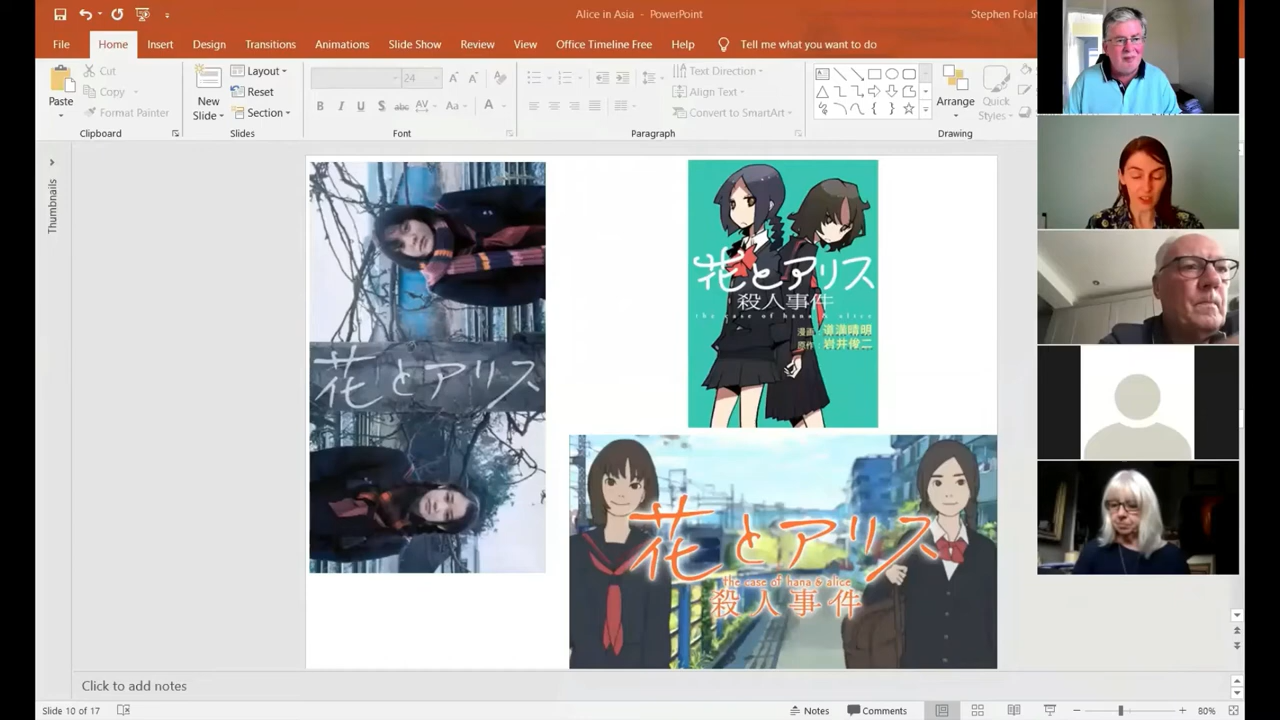 Alice in Asia - PowerPoint
Stephen Folan
File Home Insert Design Transitions Animations Slide Show Review View Office Timeline Free Help Tell me what you want to do
Paste
Cut
Copy
Format Painter
Clipboard
New
Slide
Layout
Reset
Section
Slides
24
Font
Text Direction
Align Text
Convert to SmartArt
Paragraph
Arrange
Quick
Styles
Drawing
Thumbnails
花とアリス
花とアリス
殺人事件
the case of hana & alice
漫画:道満晴明
原作:岩井俊二
花とアリス
the case of hana & alice
殺人事件
Click to add notes
Slide 10 of 17
Notes
Comments
80%